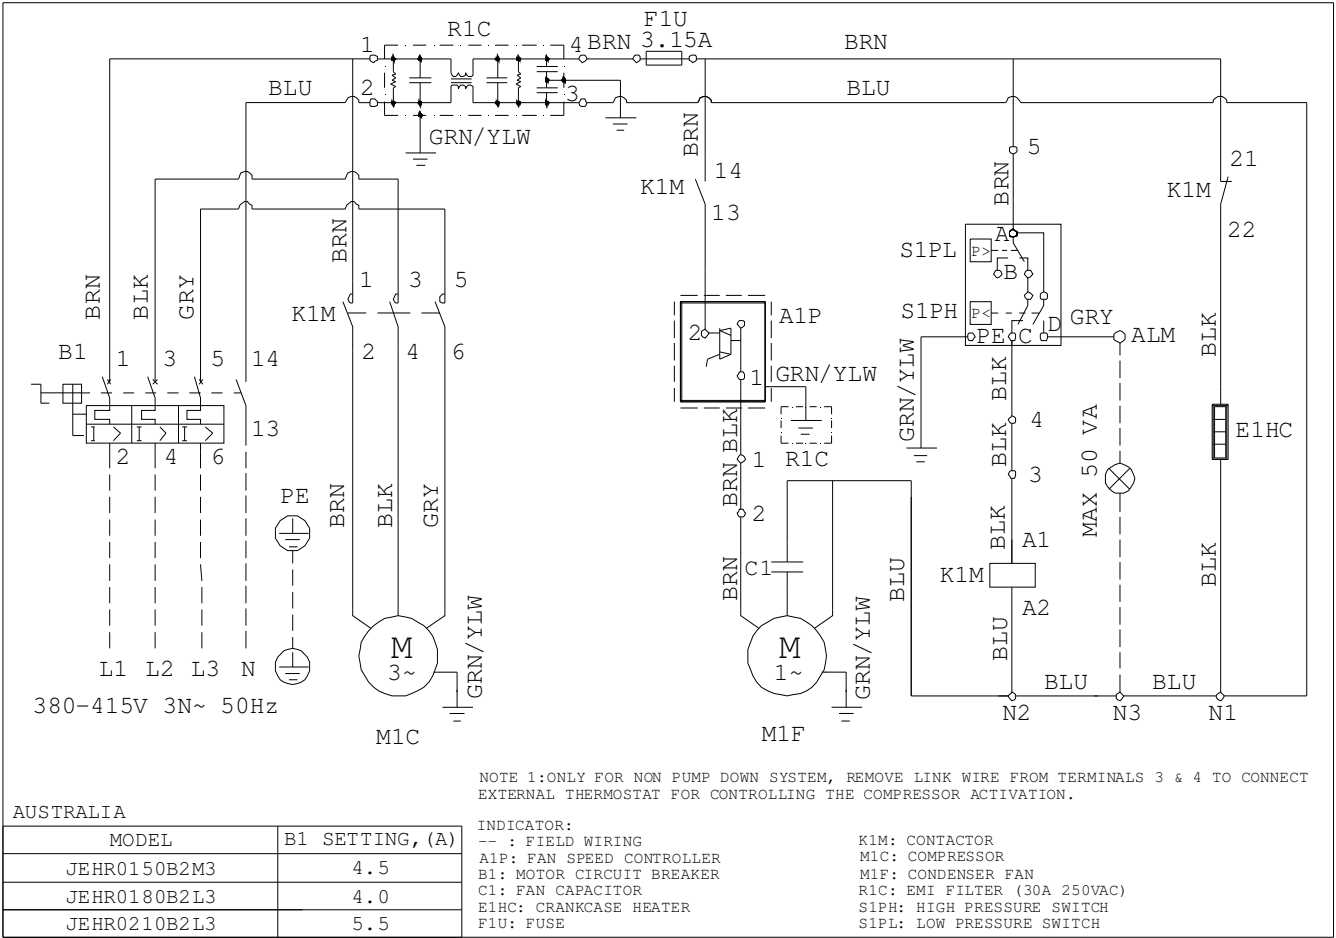 F1U
R1C
1
4
BRN
3.15A
BRN
2
BLU
3
BLU
GRN/YLW
BRN
14
K1M
13
5
BRN
21
K1M
22
BRN
BLK
GRY
BRN
A
S1PL
P>
B
S1PH
P<
PE
C
D
GRY
ALM
1
3
5
K1M
2
4
6
A1P
2
1
GRN/YLW
R1C
B1
1
3
5
14
I >
I >
I >
13
2
4
6
GRN/YLW
BLK
BLK
4
3
BLK
MAX 50 VA
BLK
E1HC
BLK
BLK
1
BRN
2
BRN
C1
PE
BRN
BLK
GRY
A1
K1M
A2
BLU
BLU
L1
L2
L3
N
380-415V 3N~ 50Hz
M
3~
GRN/YLW
M1C
M
1~
GRN/YLW
M1F
BLU
BLU
N2
N3
N1
NOTE 1:ONLY FOR NON PUMP DOWN SYSTEM, REMOVE LINK WIRE FROM TERMINALS 3 & 4 TO CONNECT
EXTERNAL THERMOSTAT FOR CONTROLLING THE COMPRESSOR ACTIVATION.
AUSTRALIA
MODEL B1 SETTING,(A)
JEHR0150B2M3 4.5
JEHR0180B2L3 4.0
JEHR0210B2L3 5.5
INDICATOR:
-- : FIELD WIRING
A1P: FAN SPEED CONTROLLER
B1: MOTOR CIRCUIT BREAKER
C1: FAN CAPACITOR
E1HC: CRANKCASE HEATER
F1U: FUSE
K1M: CONTACTOR
M1C: COMPRESSOR
M1F: CONDENSER FAN
R1C: EMI FILTER (30A 250VAC)
S1PH: HIGH PRESSURE SWITCH
S1PL: LOW PRESSURE SWITCH